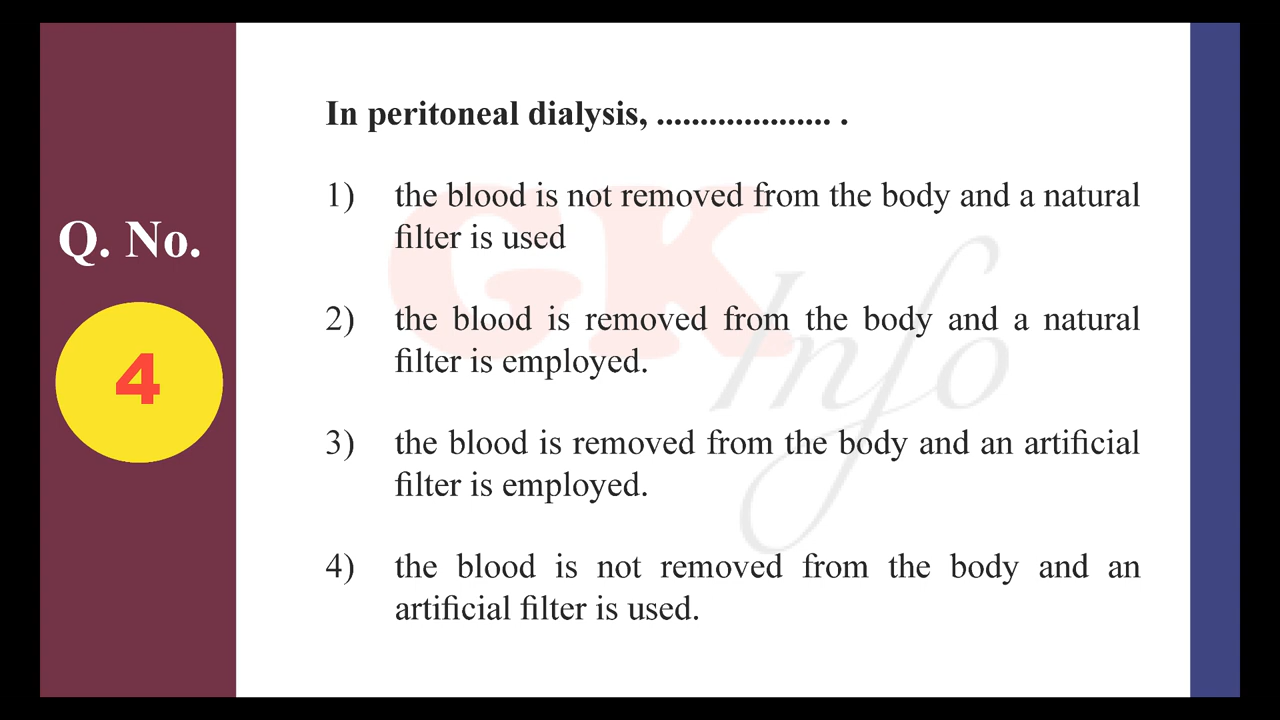 Q. No.
4
In peritoneal dialysis, .................... .
1) the blood is not removed from the body and a natural
filter is used
2) the blood is removed from the body and a natural
filter is employed.
3) the blood is removed from the body and an artificial
filter is employed.
4) the blood is not removed from the body and an
artificial filter is used.
GK
Info